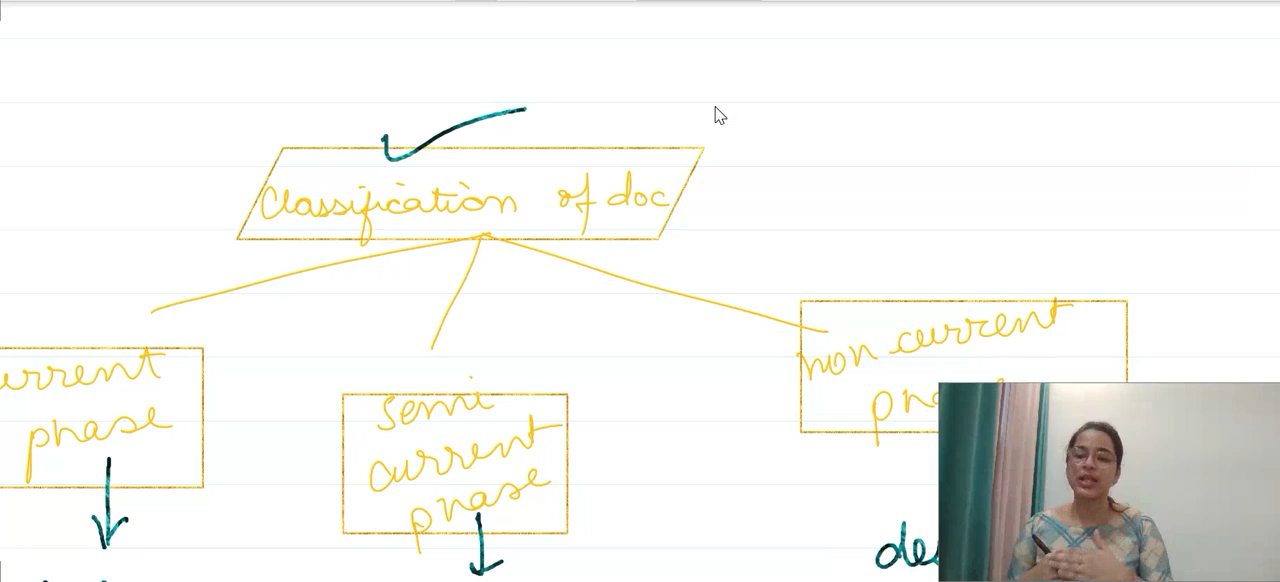 Classification of doc
urrent
phase
semi
current
phase
non current